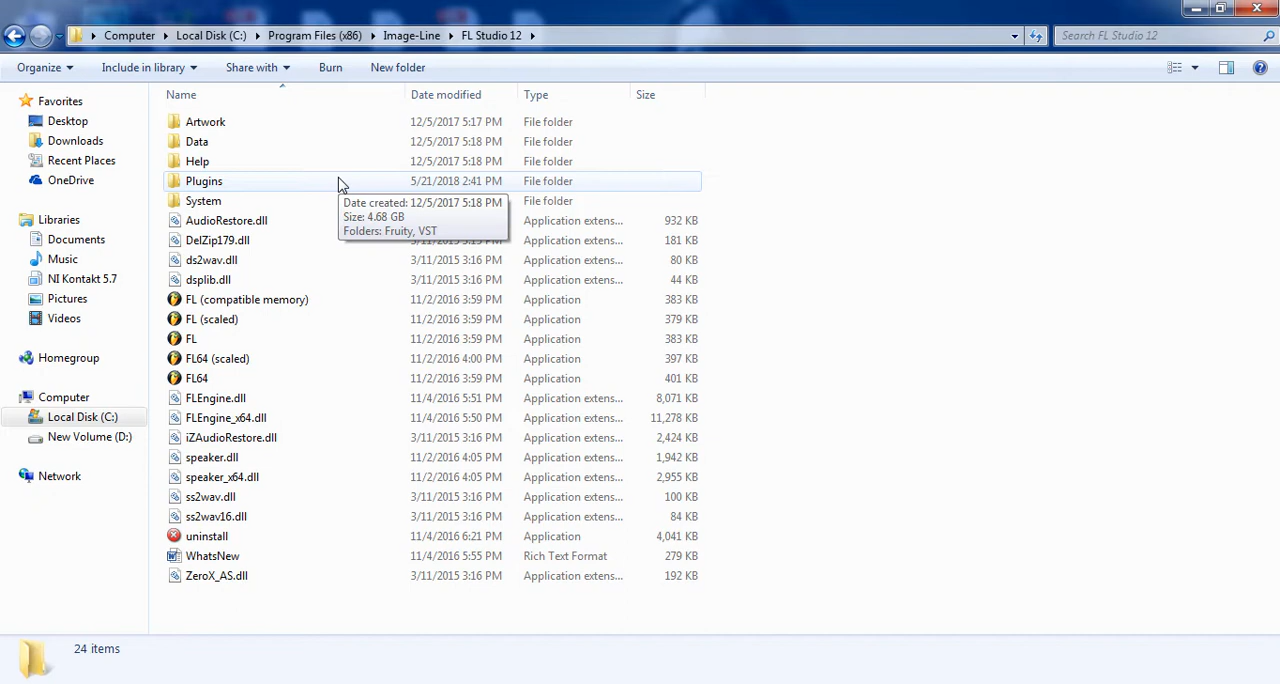 Computer Local Disk (C:) Program Files (x86) Image-Line FL Studio 12 Search FL Studio 12
Organize Include in library Share with Burn New folder
Name Date modified Type Size
Favorites
Desktop
Downloads
Recent Places
OneDrive
Libraries
Documents
Music
NI Kontakt 5.7
Pictures
Videos
Homegroup
Computer
Local Disk (C:)
New Volume (D:)
Network
Artwork 12/5/2017 5:17 PM File folder
Data 12/5/2017 5:18 PM File folder
Help 12/5/2017 5:18 PM File folder
Plugins 5/21/2018 2:41 PM File folder
System File folder
Date created: 12/5/2017 5:18 PM
Size: 4.68 GB
Folders: Fruity, VST
AudioRestore.dll Application extens... 932 KB
DelZip179.dll Application extens... 181 KB
ds2wav.dll 3/11/2015 3:16 PM Application extens... 80 KB
dsplib.dll 3/11/2015 3:16 PM Application extens... 44 KB
FL (compatible memory) 11/2/2016 3:59 PM Application 383 KB
FL (scaled) 11/2/2016 3:59 PM Application 379 KB
FL 11/2/2016 3:59 PM Application 383 KB
FL64 (scaled) 11/2/2016 4:00 PM Application 397 KB
FL64 11/2/2016 3:59 PM Application 401 KB
FLEngine.dll 11/4/2016 5:51 PM Application extens... 8,071 KB
FLEngine_x64.dll 11/4/2016 5:50 PM Application extens... 11,278 KB
iZAudioRestore.dll 3/11/2015 3:16 PM Application extens... 2,424 KB
speaker.dll 11/2/2016 4:05 PM Application extens... 1,942 KB
speaker_x64.dll 11/2/2016 4:05 PM Application extens... 2,955 KB
ss2wav.dll 3/11/2015 3:16 PM Application extens... 100 KB
ss2wav16.dll 3/11/2015 3:16 PM Application extens... 84 KB
uninstall 11/4/2016 6:21 PM Application 4,041 KB
WhatsNew 11/4/2016 5:55 PM Rich Text Format 279 KB
ZeroX_AS.dll 3/11/2015 3:16 PM Application extens... 192 KB
24 items